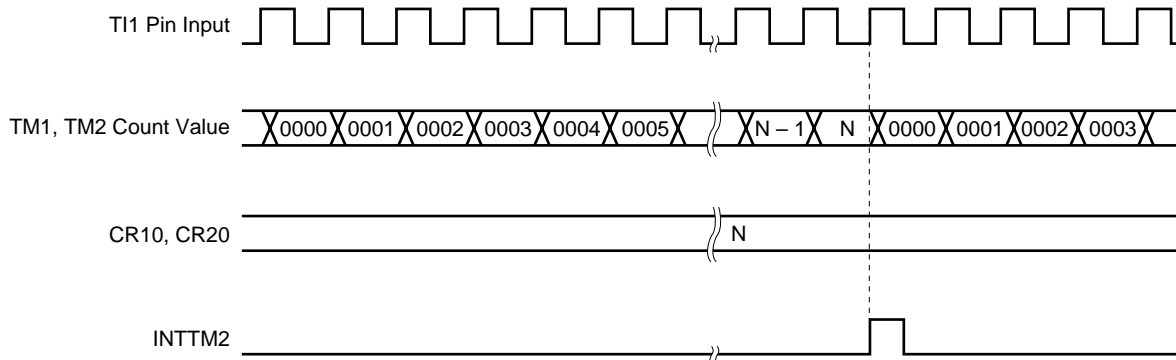 TI1 Pin Input
TM1, TM2 Count Value
0000 0001 0002 0003 0004 0005 N – 1 N 0000 0001 0002 0003
CR10, CR20
N
INTTM2